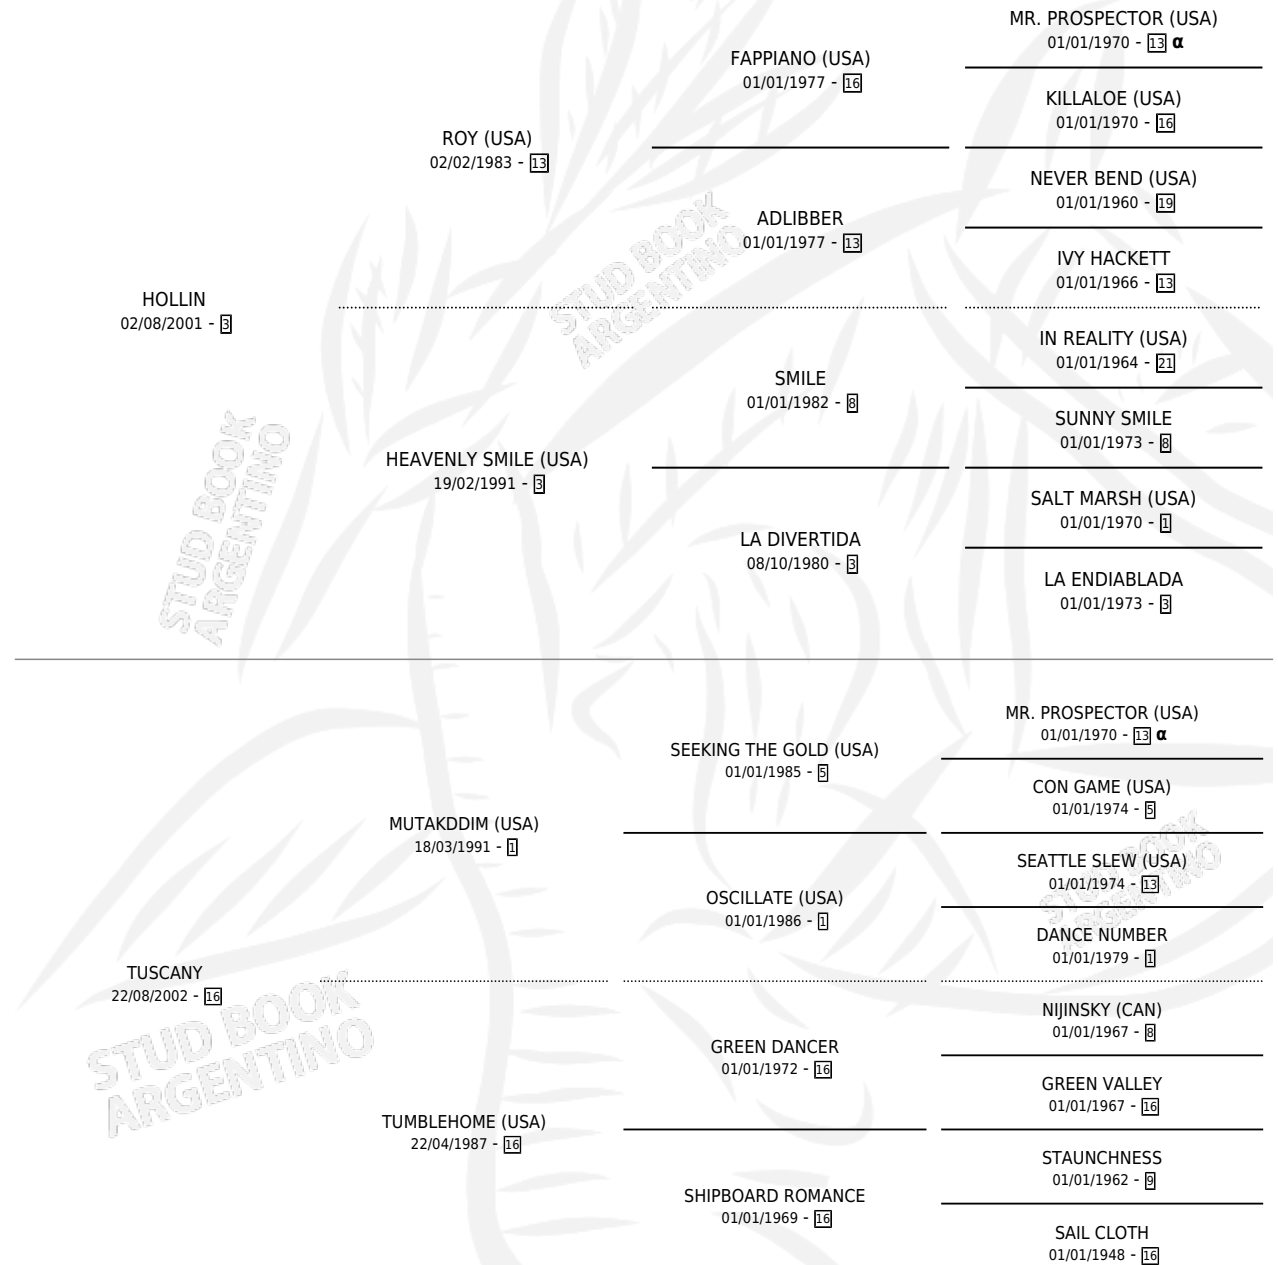 MR. PROSPECTOR (USA)
01/01/1970 - 13 α
FAPPIANO (USA)
01/01/1977 - 16
KILLALOE (USA)
01/01/1970 - 16
ROY (USA)
02/02/1983 - 13
NEVER BEND (USA)
01/01/1960 - 19
ADLIBBER
01/01/1977 - 13
IVY HACKETT
01/01/1966 - 13
HOLLIN
02/08/2001 - 3
IN REALITY (USA)
01/01/1964 - 21
SMILE
01/01/1982 - 8
SUNNY SMILE
01/01/1973 - 8
HEAVENLY SMILE (USA)
19/02/1991 - 3
SALT MARSH (USA)
01/01/1970 - 1
LA DIVERTIDA
08/10/1980 - 3
LA ENDIABLADA
01/01/1973 - 3
STUD BOOK
ARGENTINO
STUD BOOK
ARGENTINO
MR. PROSPECTOR (USA)
01/01/1970 - 13 α
SEEKING THE GOLD (USA)
01/01/1985 - 5
CON GAME (USA)
01/01/1974 - 5
MUTAKDDIM (USA)
18/03/1991 - 1
SEATTLE SLEW (USA)
01/01/1974 - 13
OSCILLATE (USA)
01/01/1986 - 1
DANCE NUMBER
01/01/1979 - 1
TUSCANY
22/08/2002 - 16
NIJINSKY (CAN)
01/01/1967 - 8
GREEN DANCER
01/01/1972 - 16
GREEN VALLEY
01/01/1967 - 16
TUMBLEHOME (USA)
22/04/1987 - 16
STAUNCHNESS
01/01/1962 - 9
SHIPBOARD ROMANCE
01/01/1969 - 16
SAIL CLOTH
01/01/1948 - 16
STUD BOOK
ARGENTINO
STUD BOOK
ARGENTINO